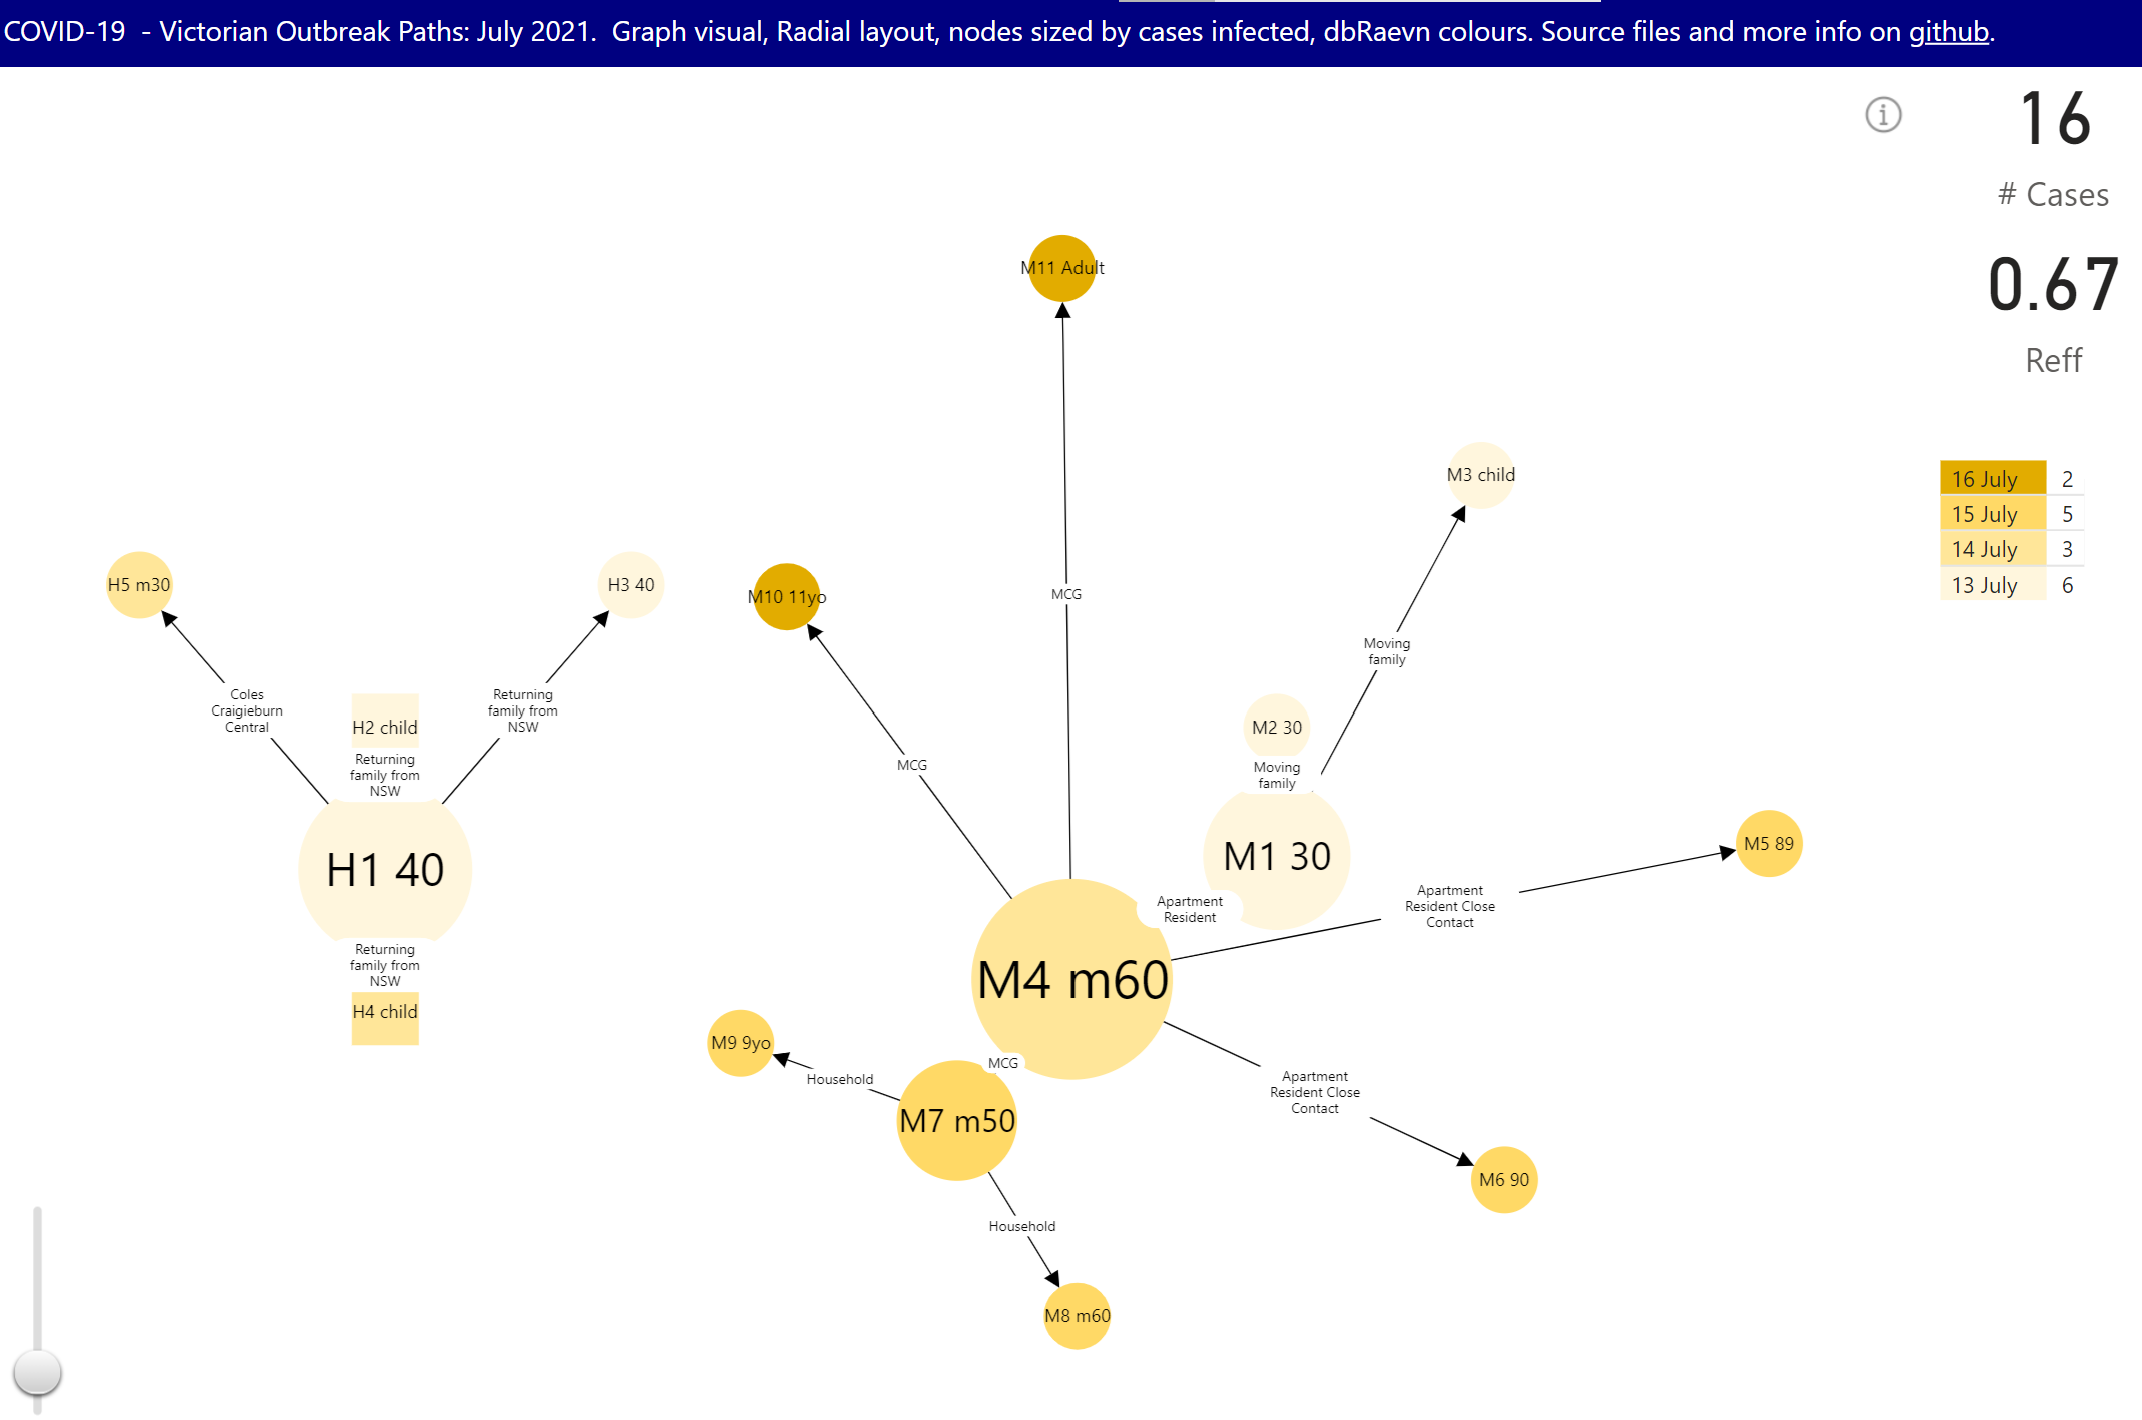 COVID-19  - Victorian Outbreak Paths: July 2021.  Graph visual, Radial layout, nodes sized by cases infected, dbRaevn colours. Source files and more info on github.
16
# Cases
0.67
Reff
16 July 2
15 July 5
14 July 3
13 July 6
M11 Adult
MCG
M10 11yo
MCG
M3 child
Moving
family
M2 30
Moving
family
M1 30
H5 m30
Coles
Craigieburn
Central
H3 40
Returning
family from
NSW
H2 child
Returning
family from
NSW
H1 40
Returning
family from
NSW
H4 child
Apartment
Resident
M4 m60
Apartment
Resident Close
Contact
M5 89
Apartment
Resident Close
Contact
M6 90
MCG
M7 m50
Household
M9 9yo
Household
M8 m60